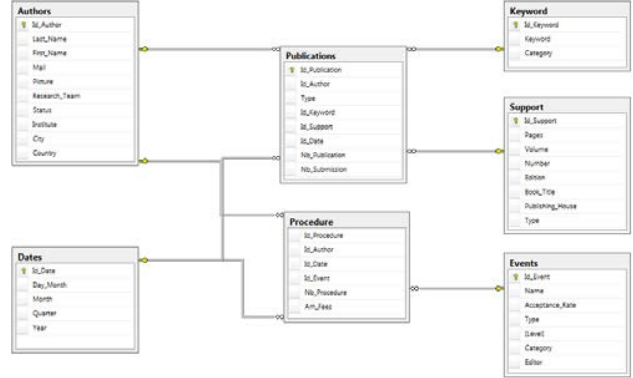 Authors
Id_Author
Last_Name
First_Name
Mail
Picture
Research_Team
Status
Institute
City
Country
Dates
Id_Date
Day_Month
Month
Quarter
Year
Publications
Id_Publication
Id_Author
Type
Id_Keyword
Id_Support
Id_Date
Nb_Publication
Nb_Submission
Procedure
Id_Procedure
Id_Author
Id_Date
Id_Event
Nb_Procedure
Am_Fees
Keyword
Id_Keyword
Keyword
Category
Support
Id_Support
Pages
Volume
Number
Edition
Book_Title
Publishing_House
Type
Events
Id_Event
Name
Acceptance_Rate
Type
[Level]
Category
Editor